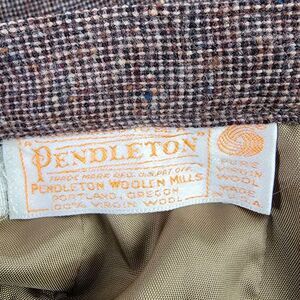 PENDLETON
TRADE MARK REG. U.S. PAT. OFF.
PENDLETON WOOLEN MILLS
PORTLAND, OREGON
100% VIRGIN WOOL
PURE
VIRGIN
WOOL
MADE